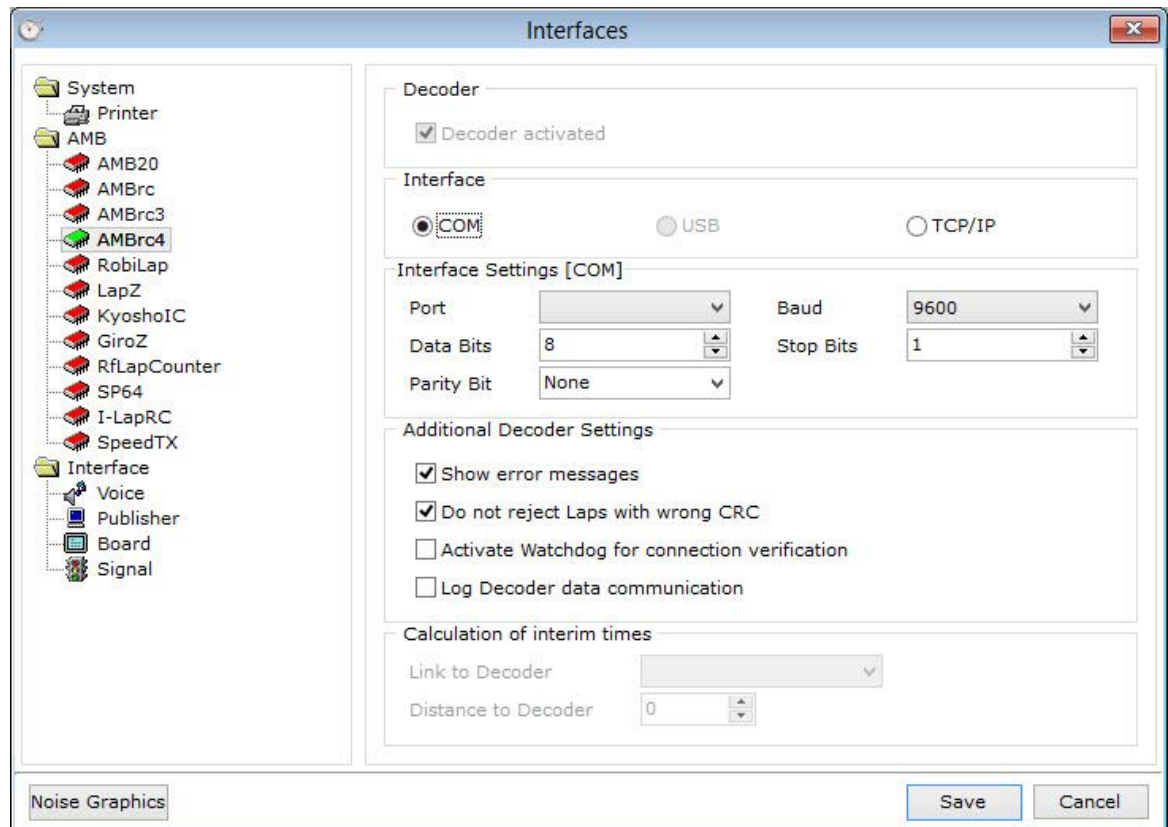 Interfaces
System
Printer
AMB
AMB20
AMBrc
AMBrc3
AMBrc4
RobiLap
LapZ
KyoshoIC
GiroZ
RfLapCounter
SP64
I-LapRC
SpeedTX
Interface
Voice
Publisher
Board
Signal
Decoder
Decoder activated
Interface
COM USB TCP/IP
Interface Settings [COM]
Port Baud 9600
Data Bits 8 Stop Bits 1
Parity Bit None
Additional Decoder Settings
Show error messages
Do not reject Laps with wrong CRC
Activate Watchdog for connection verification
Log Decoder data communication
Calculation of interim times
Link to Decoder
Distance to Decoder 0
Noise Graphics Save Cancel